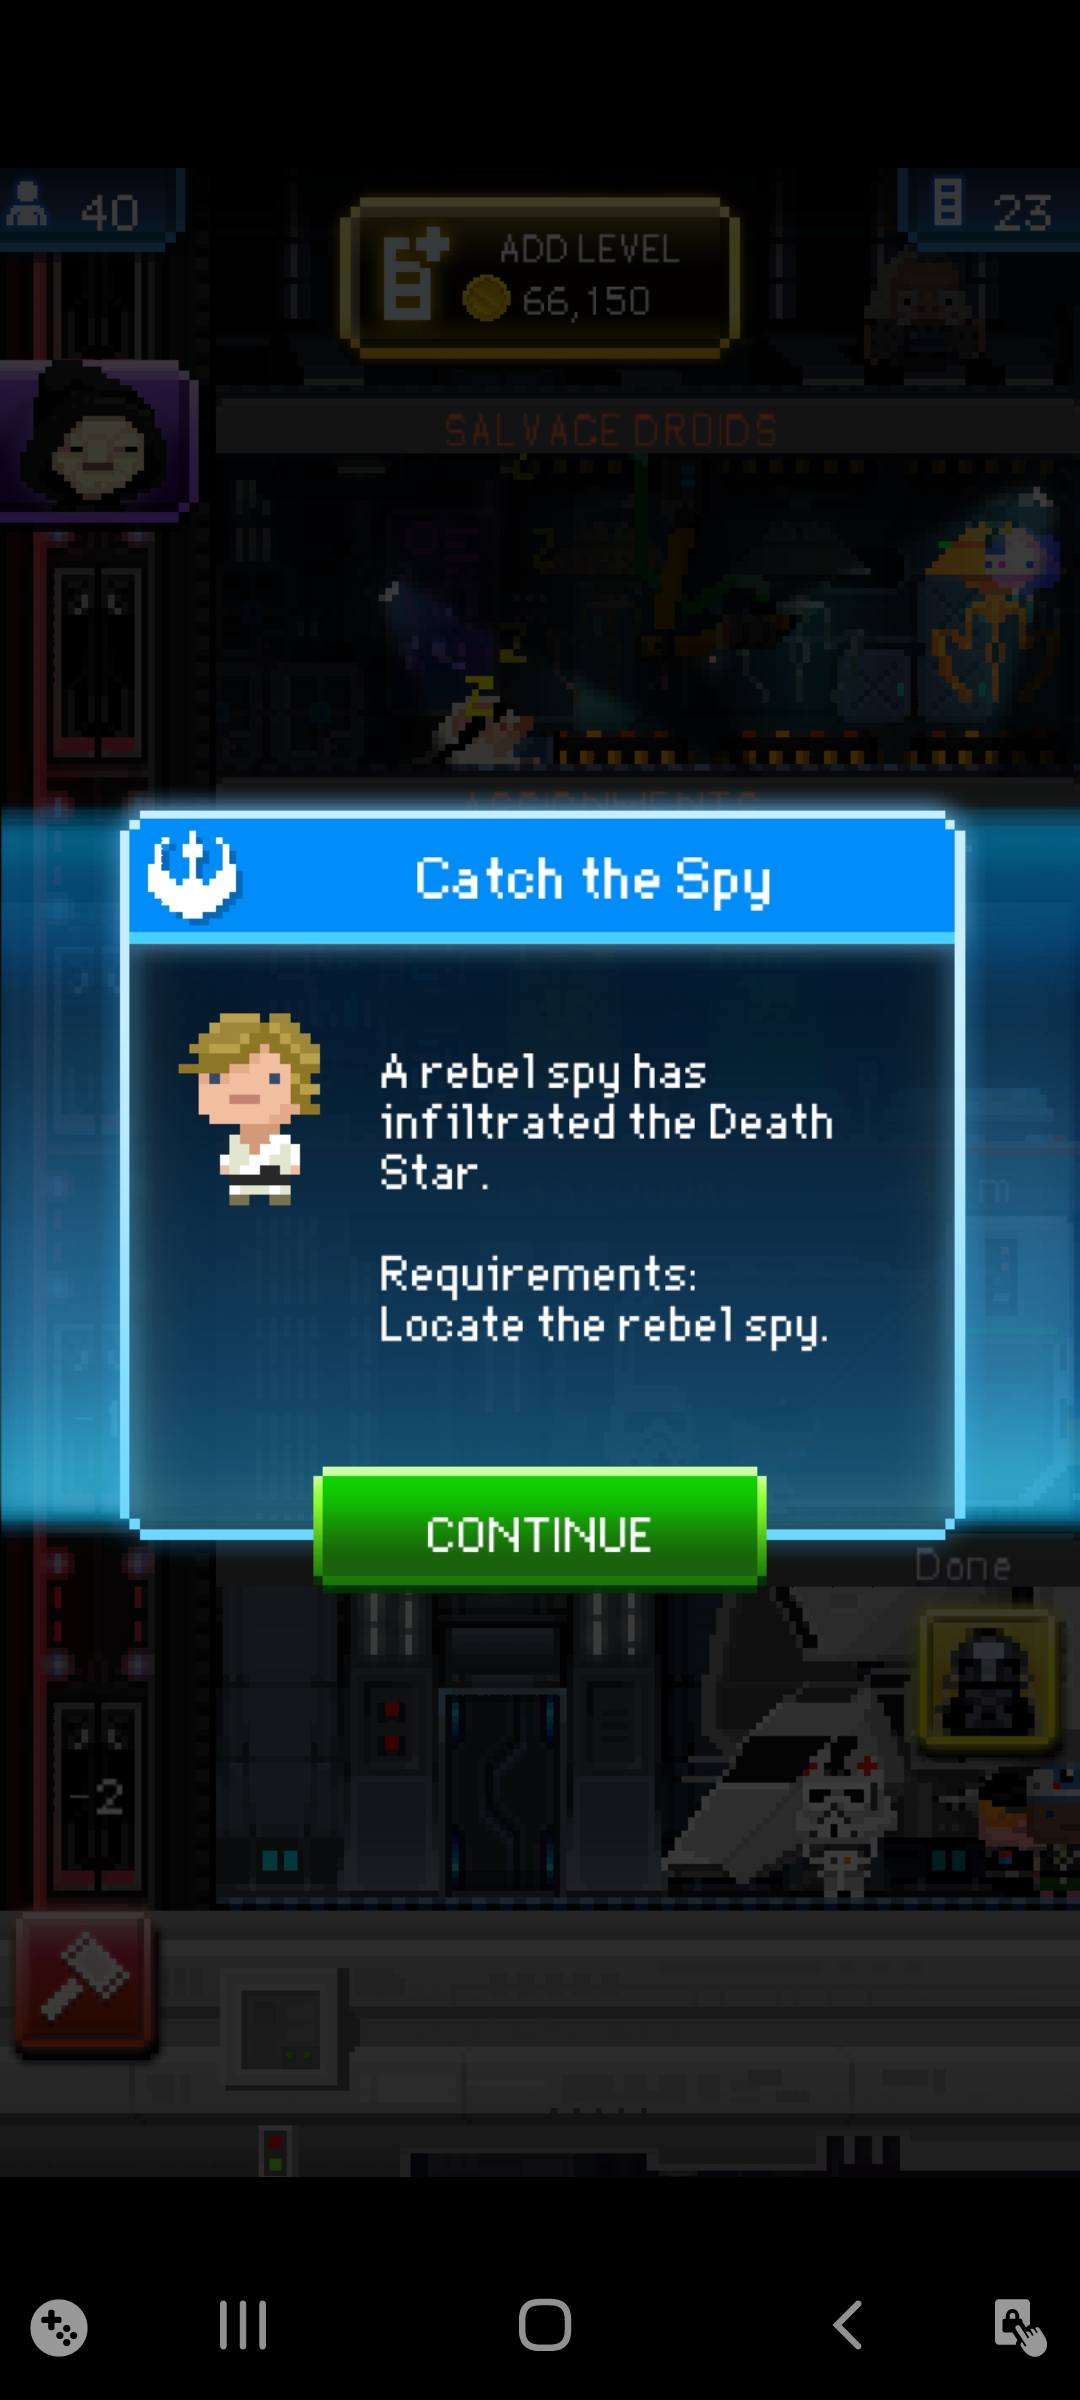 40
ADD LEVEL
66,150
23
SALVAGE DROIDS
Catch the Spy
A rebel spy has
infiltrated the Death
Star.
Requirements:
Locate the rebel spy.
CONTINUE
Done
-2